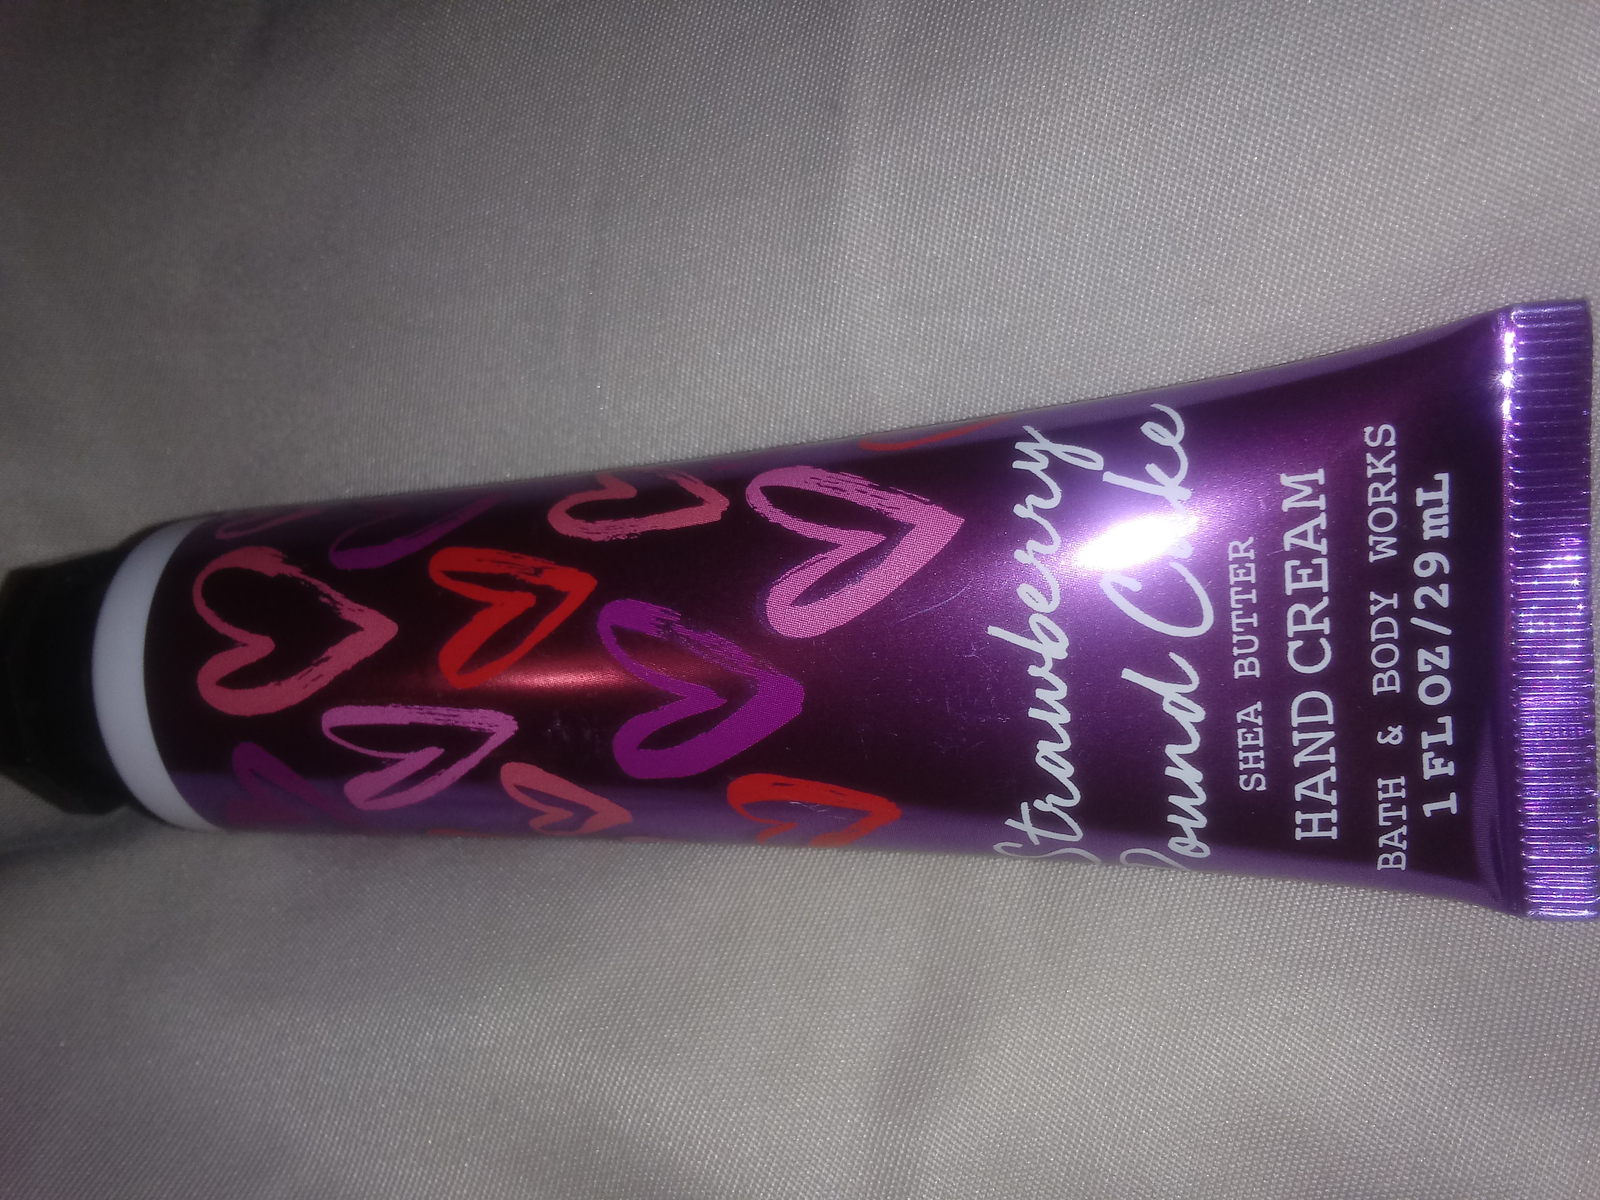 Strawberry
Pound Cake
SHEA BUTTER
HAND CREAM
BATH & BODY WORKS
1 FL OZ / 29 mL